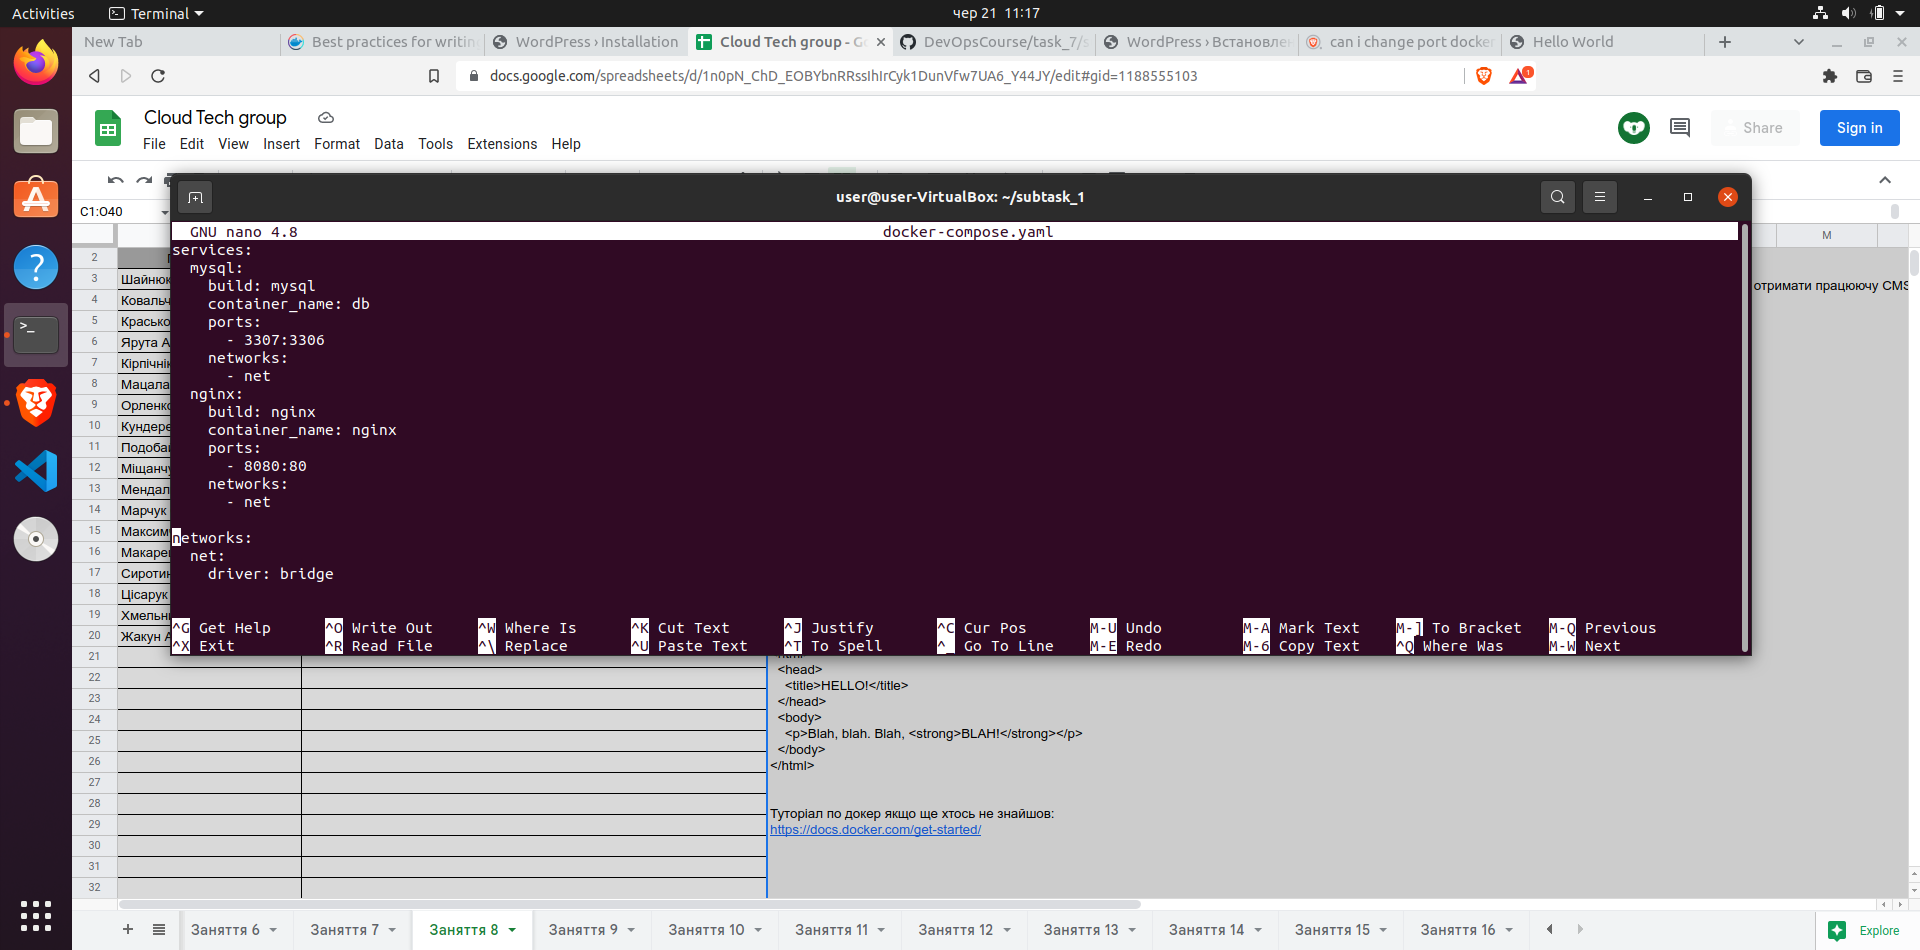 Activities
Terminal
чер 21 11:17
New Tab
Best practices for writin
WordPress › Installation
Cloud Tech group - Go
DevOpsCourse/task_7/s
WordPress › Встановлен
can i change port docker
Hello World
docs.google.com/spreadsheets/d/1n0pN_ChD_EOBYbnRRssIhIrCyk1DunVfw7UA6_Y44JY/edit#gid=1188555103
1
Cloud Tech group
File Edit View Insert Format Data Tools Extensions Help
Share
Sign in
C1:O40
M
user@user-VirtualBox: ~/subtask_1
GNU nano 4.8 docker-compose.yaml
services:
mysql:
build: mysql
container_name: db
ports:
- 3307:3306
networks:
- net
nginx:
build: nginx
container_name: nginx
ports:
- 8080:80
networks:
- net
networks:
net:
driver: bridge
^G Get Help ^O Write Out ^W Where Is ^K Cut Text ^J Justify ^C Cur Pos M-U Undo M-A Mark Text M-] To Bracket M-Q Previous
^X Exit ^R Read File ^\ Replace ^U Paste Text ^T To Spell ^_ Go To Line M-E Redo M-6 Copy Text ^Q Where Was M-W Next
отримати працюючу CMS
2
3 Шайнюк
4 Ковальч
5 Красько
6 Ярута А
7 Кірпічнік
8 Мацала
9 Орленко
10 Кундере
11 Подоба
12 Міщанчу
13 Мендал
14 Марчук
15 Максим
16 Макаре
17 Сироти
18 Цісарук
19 Хмельн
20 Жакун А
21
22
23
24
25
26
27
28
29
30
31
32
<head>
<title>HELLO!</title>
</head>
<body>
<p>Blah, blah. Blah, <strong>BLAH!</strong></p>
</body>
</html>
Туторіал по докер якщо ще хтось не знайшов:
https://docs.docker.com/get-started/
Заняття 6 Заняття 7 Заняття 8 Заняття 9 Заняття 10 Заняття 11 Заняття 12 Заняття 13 Заняття 14 Заняття 15 Заняття 16
Explore